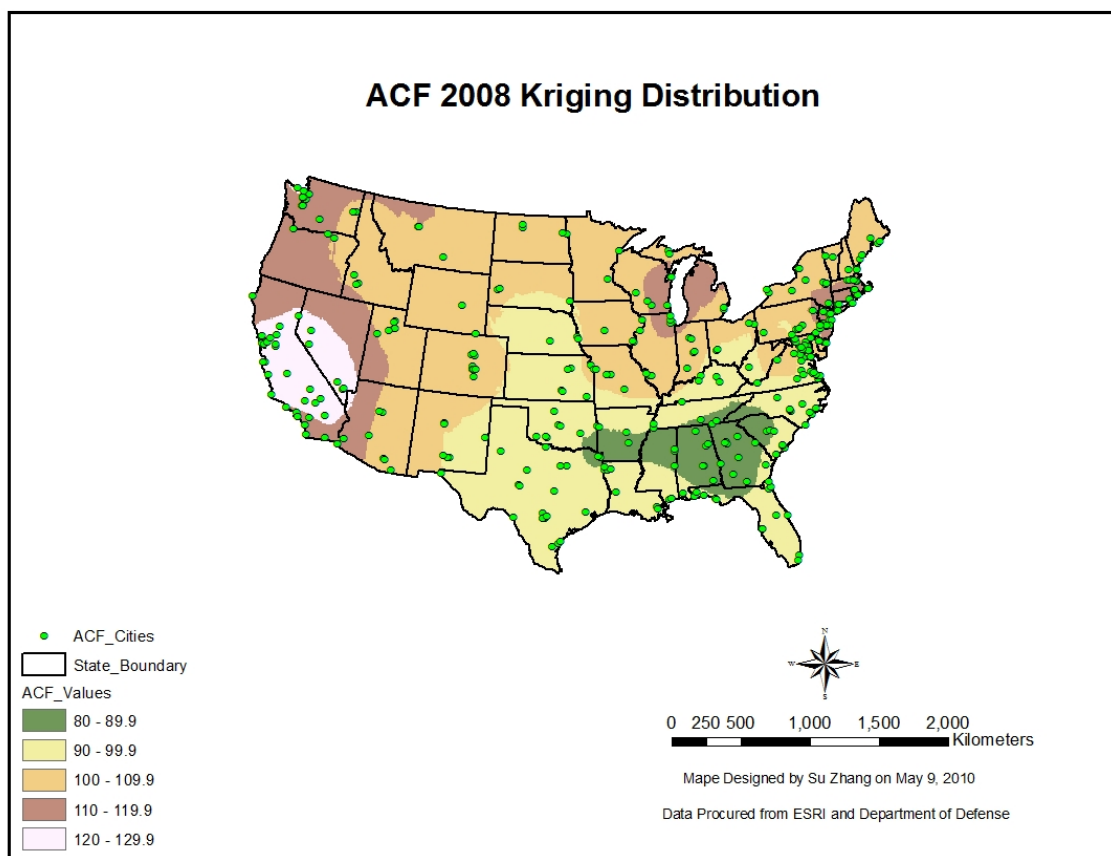 ACF 2008 Kriging Distribution
ACF_Cities
State_Boundary
ACF_Values
80 - 89.9
90 - 99.9
100 - 109.9
110 - 119.9
120 - 129.9
N
W E
S
0 250 500 1,000 1,500 2,000
Kilometers
Mape Designed by Su Zhang on May 9, 2010
Data Procured from ESRI and Department of Defense